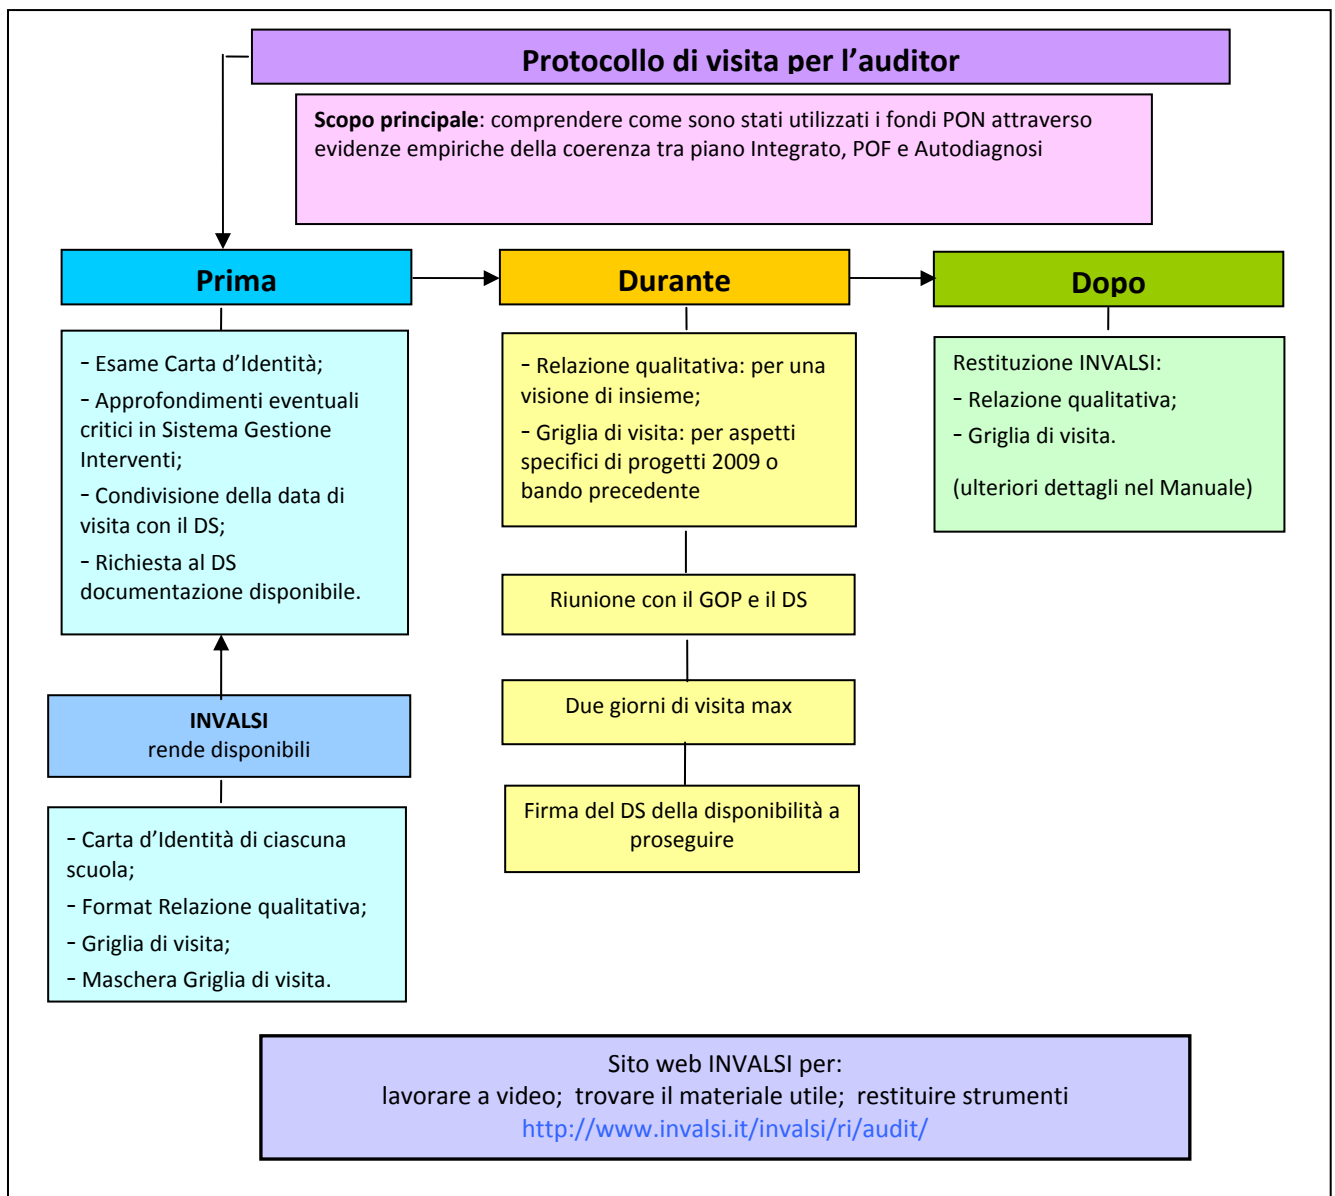 Protocollo di visita per l'auditor
Scopo principale: comprendere come sono stati utilizzati i fondi PON attraverso
evidenze empiriche della coerenza tra piano Integrato, POF e Autodiagnosi
Prima
- Esame Carta d'Identità;
- Approfondimenti eventuali
critici in Sistema Gestione
Interventi;
- Condivisione della data di
visita con il DS;
- Richiesta al DS
documentazione disponibile.
INVALSI
rende disponibili
- Carta d'Identità di ciascuna
scuola;
- Format Relazione qualitativa;
- Griglia di visita;
- Maschera Griglia di visita.
Durante
- Relazione qualitativa: per una
visione di insieme;
- Griglia di visita: per aspetti
specifici di progetti 2009 o
bando precedente
Riunione con il GOP e il DS
Due giorni di visita max
Firma del DS della disponibilità a
proseguire
Dopo
Restituzione INVALSI:
- Relazione qualitativa;
- Griglia di visita.
(ulteriori dettagli nel Manuale)
Sito web INVALSI per:
lavorare a video; trovare il materiale utile; restituire strumenti
http://www.invalsi.it/invalsi/ri/audit/